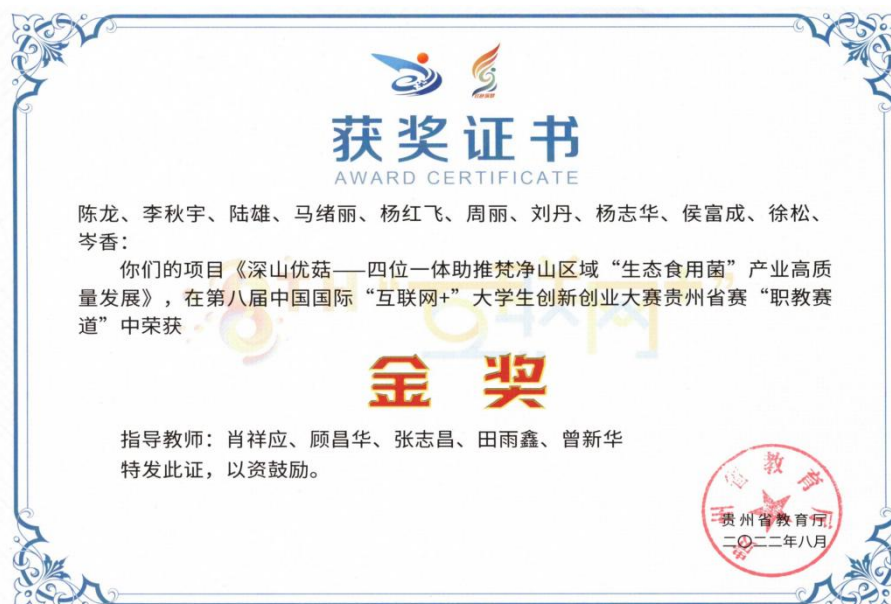 获奖证书
AWARD CERTIFICATE
陈龙、李秋宇、陆雄、马绪丽、杨红飞、周丽、刘丹、杨志华、侯富成、徐松、
岑香：
你们的项目《深山优菇——四位一体助推梵净山区域“生态食用菌”产业高质
量发展》，在第八届中国国际“互联网+”大学生创新创业大赛贵州省赛“职教赛
道”中荣获
金奖
指导教师：肖祥应、顾昌华、张志昌、田雨鑫、曾新华
特发此证，以资鼓励。
贵州省教育厅
贵州省教育厅
二〇二二年八月